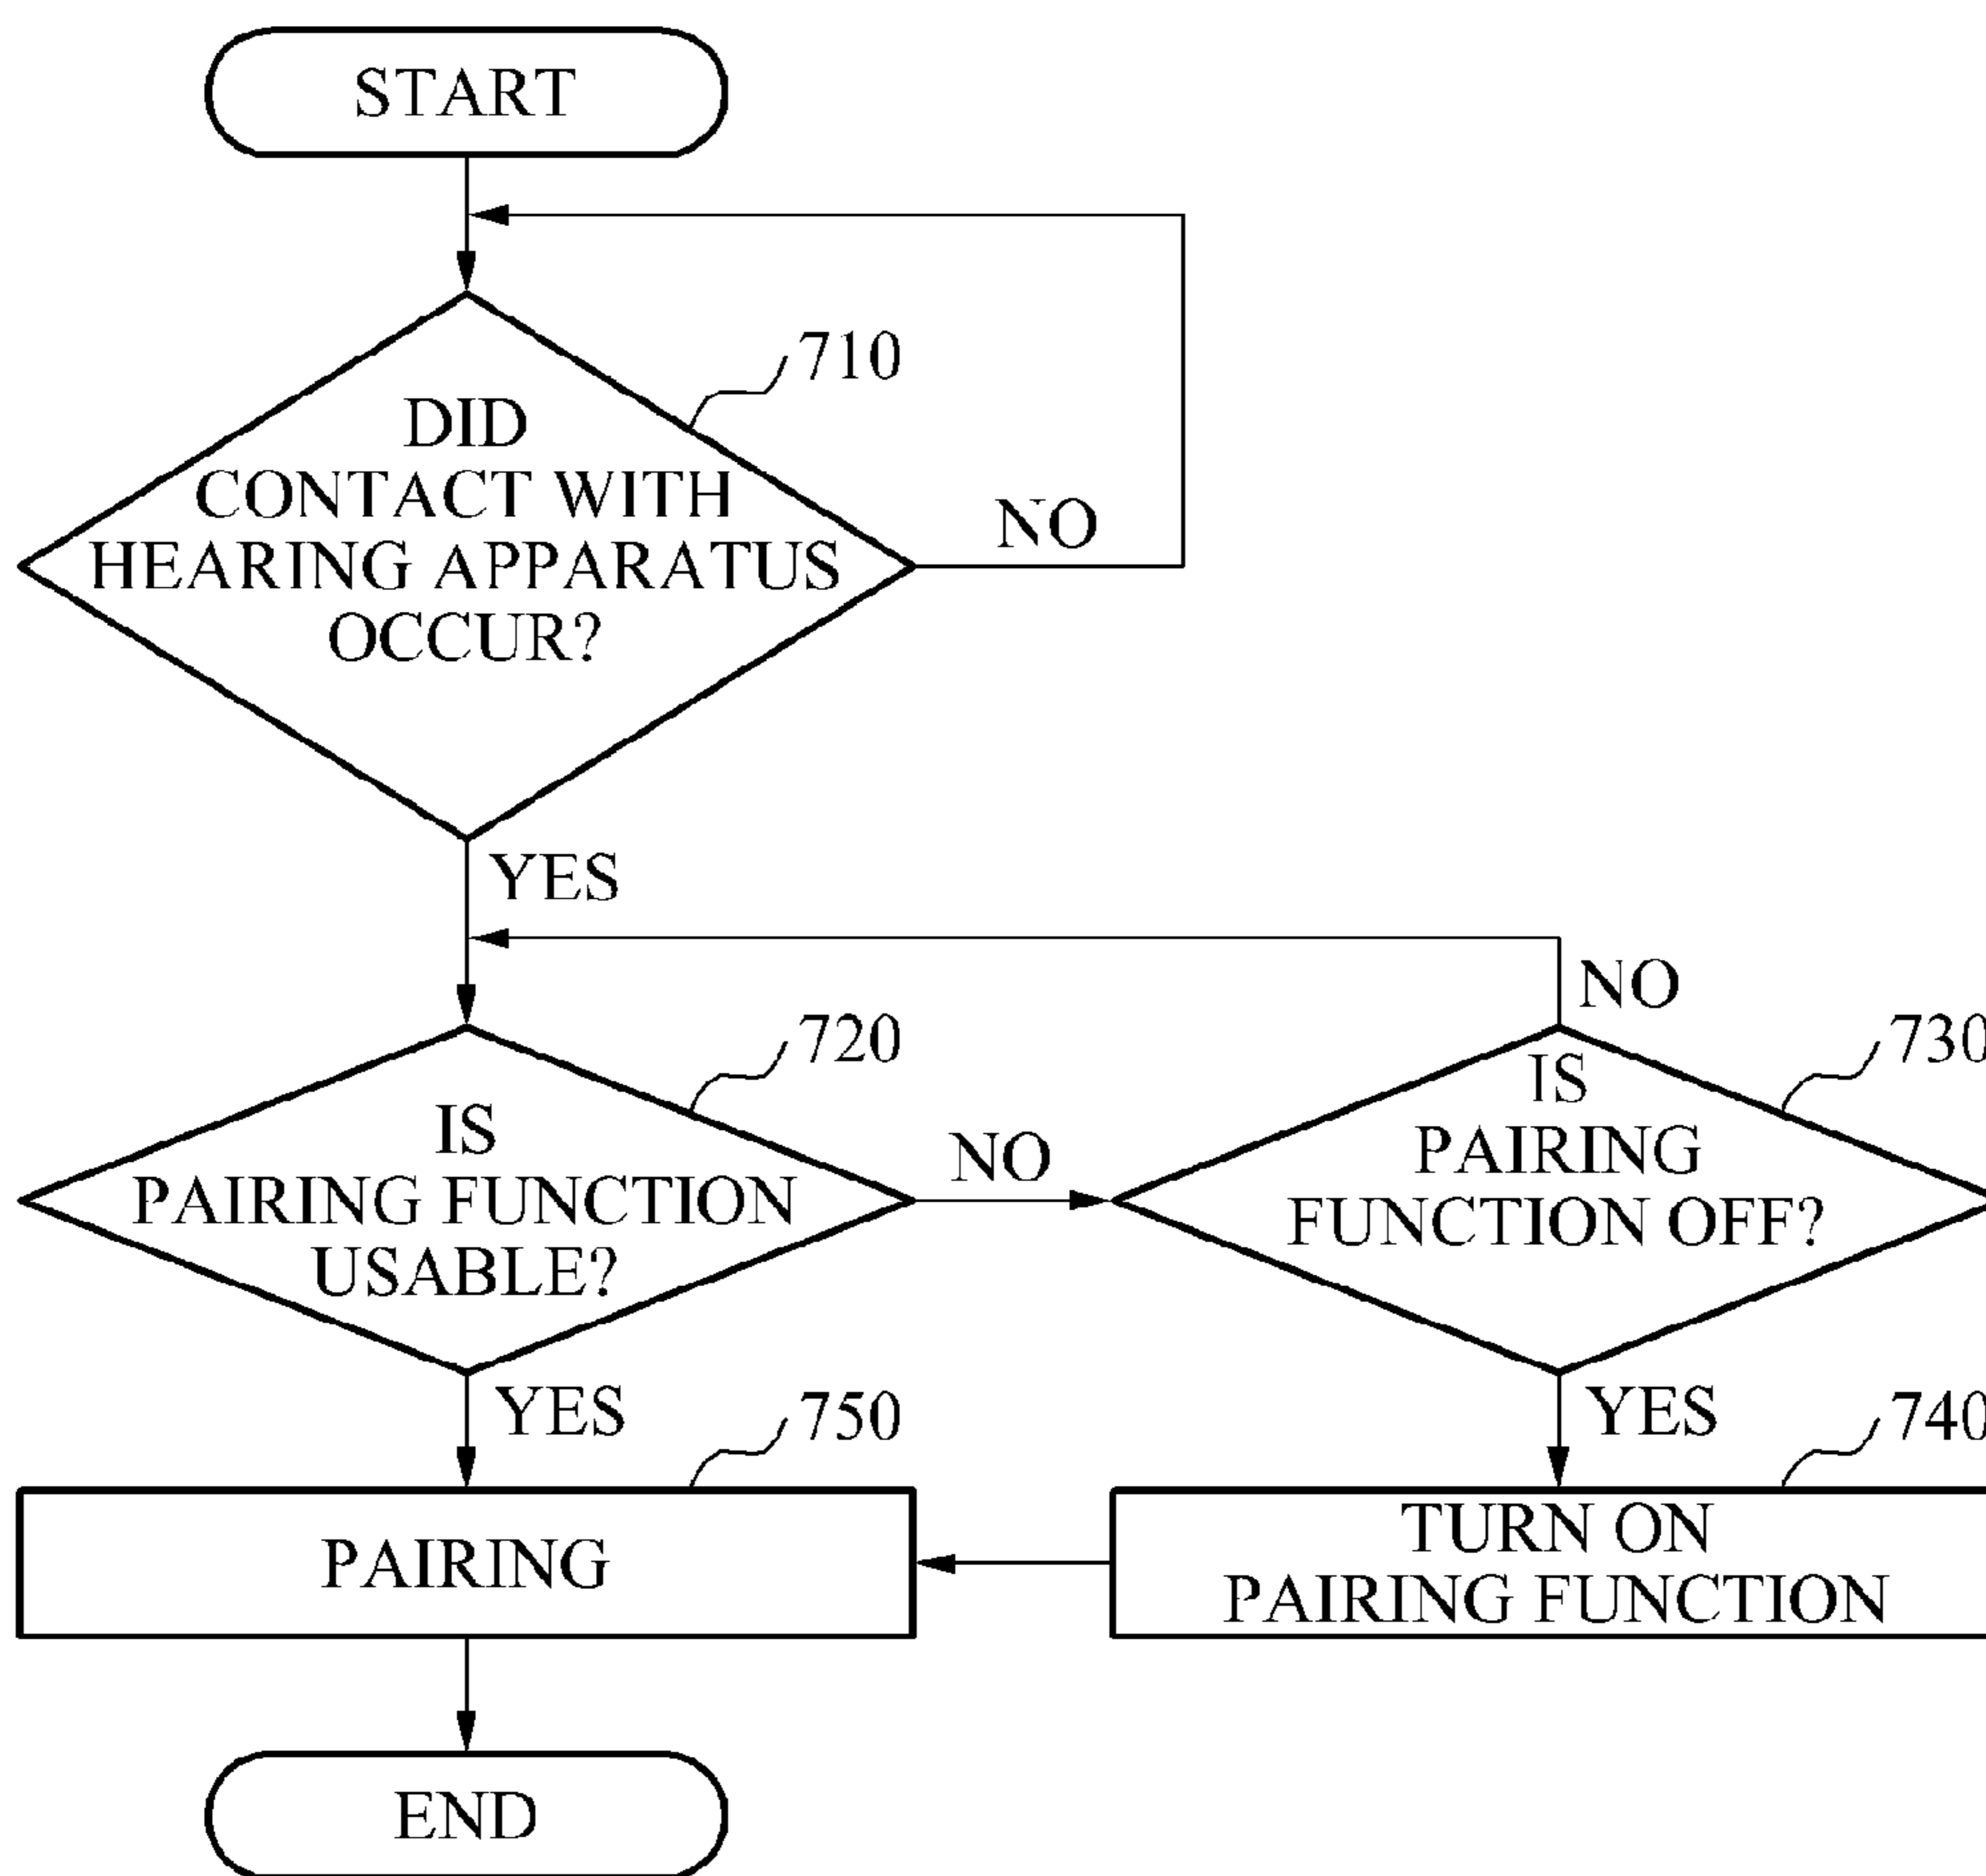 START
710
DID
CONTACT WITH
HEARING APPARATUS
OCCUR?
NO
YES
NO
720
730
IS
PAIRING FUNCTION
USABLE?
NO
IS
PAIRING
FUNCTION OFF?
YES
750
YES
740
PAIRING
TURN ON
PAIRING FUNCTION
END